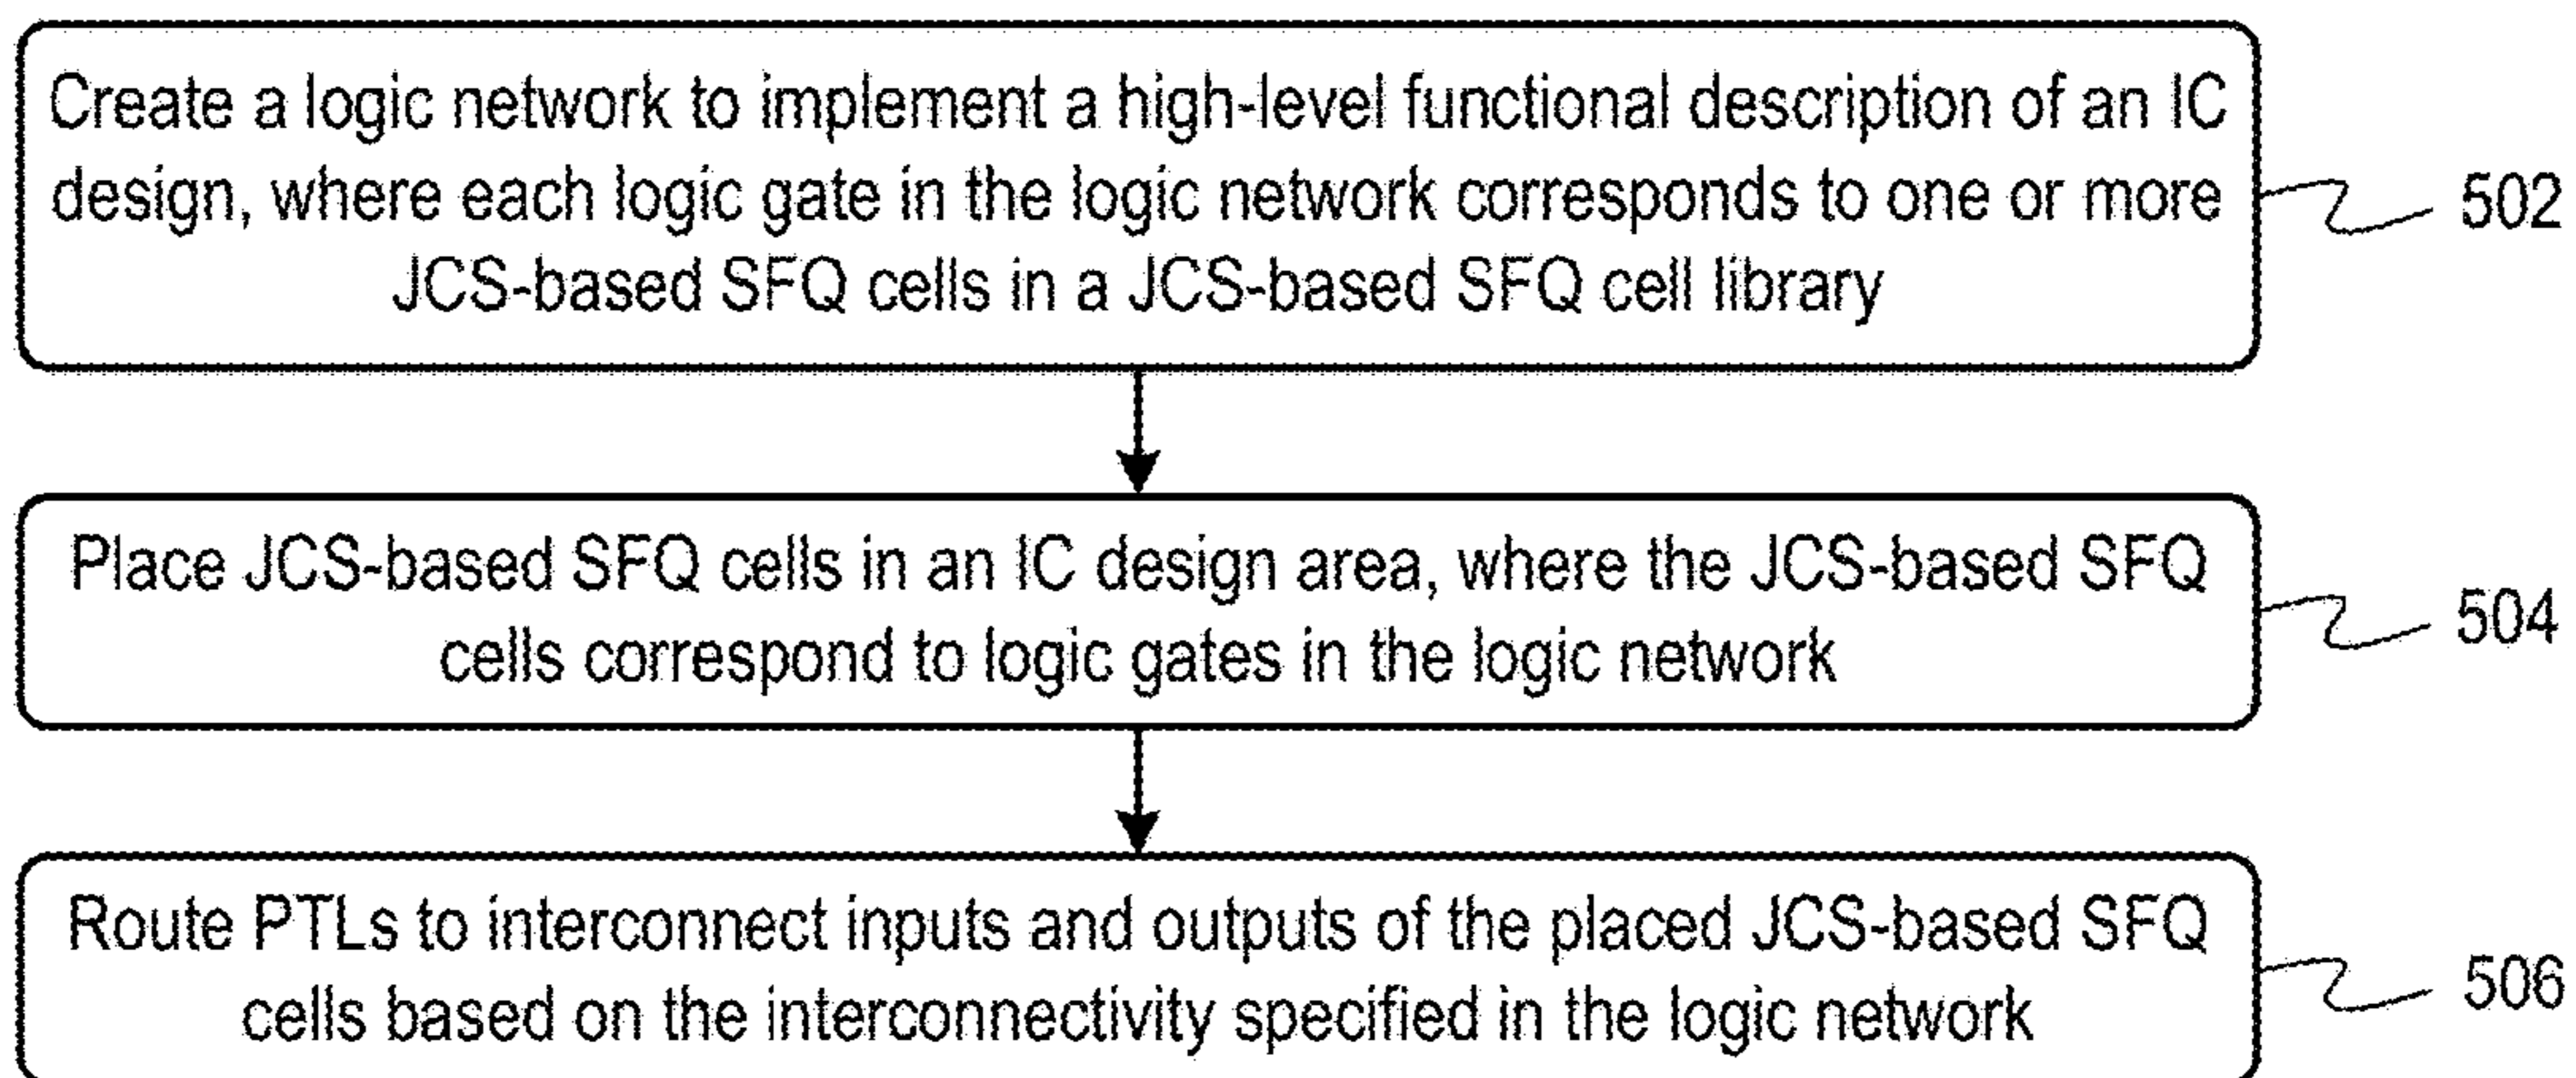 Create a logic network to implement a high-level functional description of an IC
design, where each logic gate in the logic network corresponds to one or more
JCS-based SFQ cells in a JCS-based SFQ cell library
502
Place JCS-based SFQ cells in an IC design area, where the JCS-based SFQ
cells correspond to logic gates in the logic network
504
Route PTLs to interconnect inputs and outputs of the placed JCS-based SFQ
cells based on the interconnectivity specified in the logic network
506